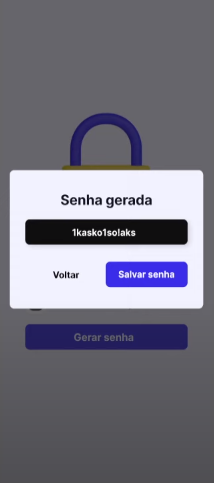 Senha gerada
1kasko1solaks
Voltar
Salvar senha
Gerar senha